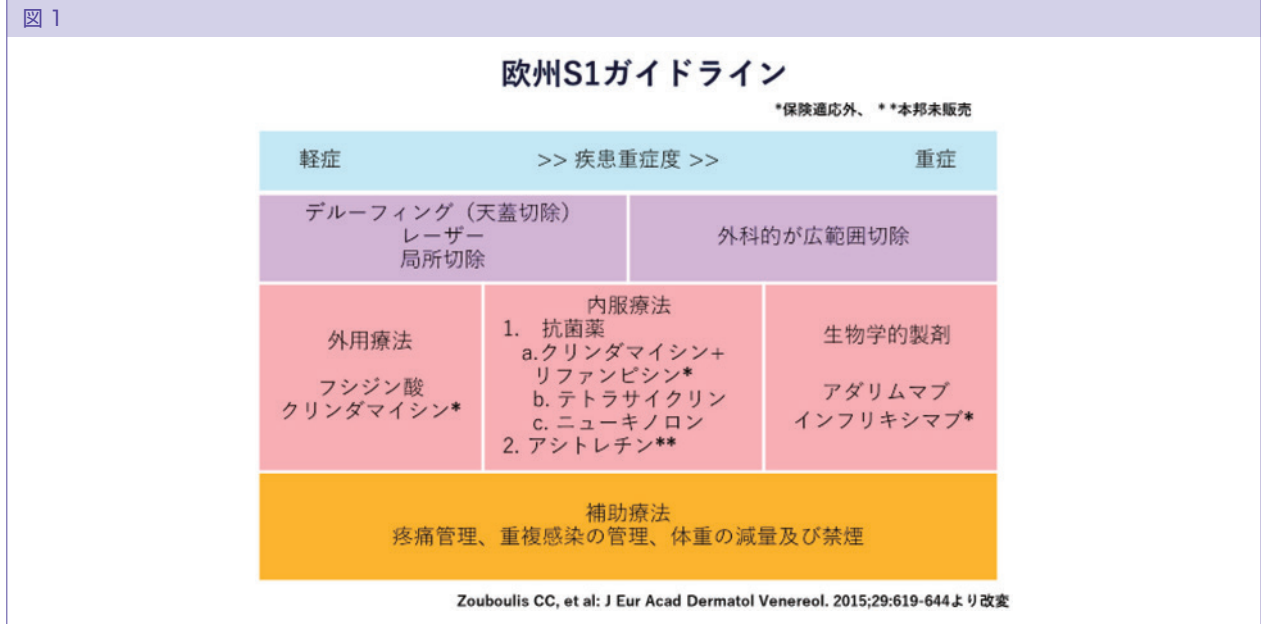 図 1
欧州S1ガイドライン
*保険適応外、 * *本邦未販売
軽症 >> 疾患重症度 >> 重症
デルーフィング（天蓋切除）
レーザー
局所切除
外科的が広範囲切除
外用療法
フシジン酸
クリンダマイシン*
内服療法
1. 抗菌薬
a.クリンダマイシン+
リファンピシン*
b. テトラサイクリン
c. ニューキノロン
2. アシトレチン**
生物学的製剤
アダリムマブ
インフリキシマブ*
補助療法
疼痛管理、重複感染の管理、体重の減量及び禁煙
Zouboulis CC, et al: J Eur Acad Dermatol Venereol. 2015;29:619-644より改変